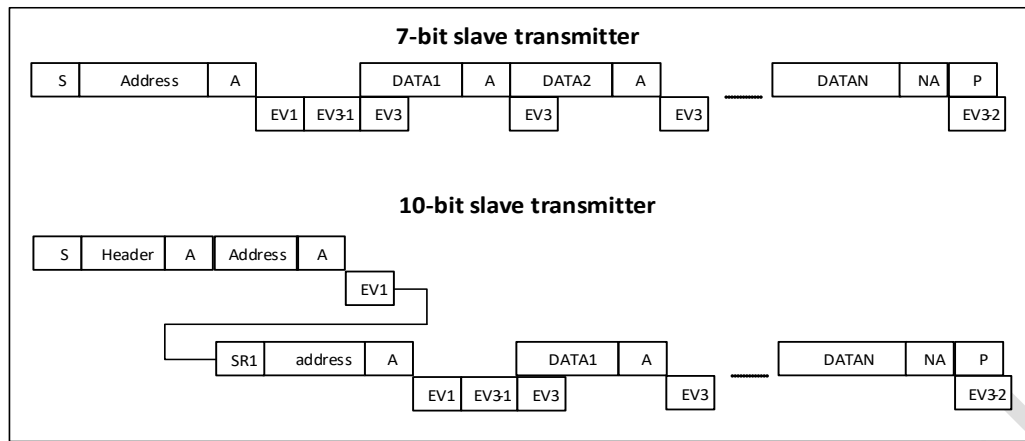 7-bit slave transmitter
S Address A DATA1 A DATA2 A DATAN NA P
EV1 EV3-1 EV3 EV3 EV3 EV3-2
10-bit slave transmitter
S Header A Address A
EV1
SR1 address A DATA1 A DATAN NA P
EV1 EV3-1 EV3 EV3 EV3-2